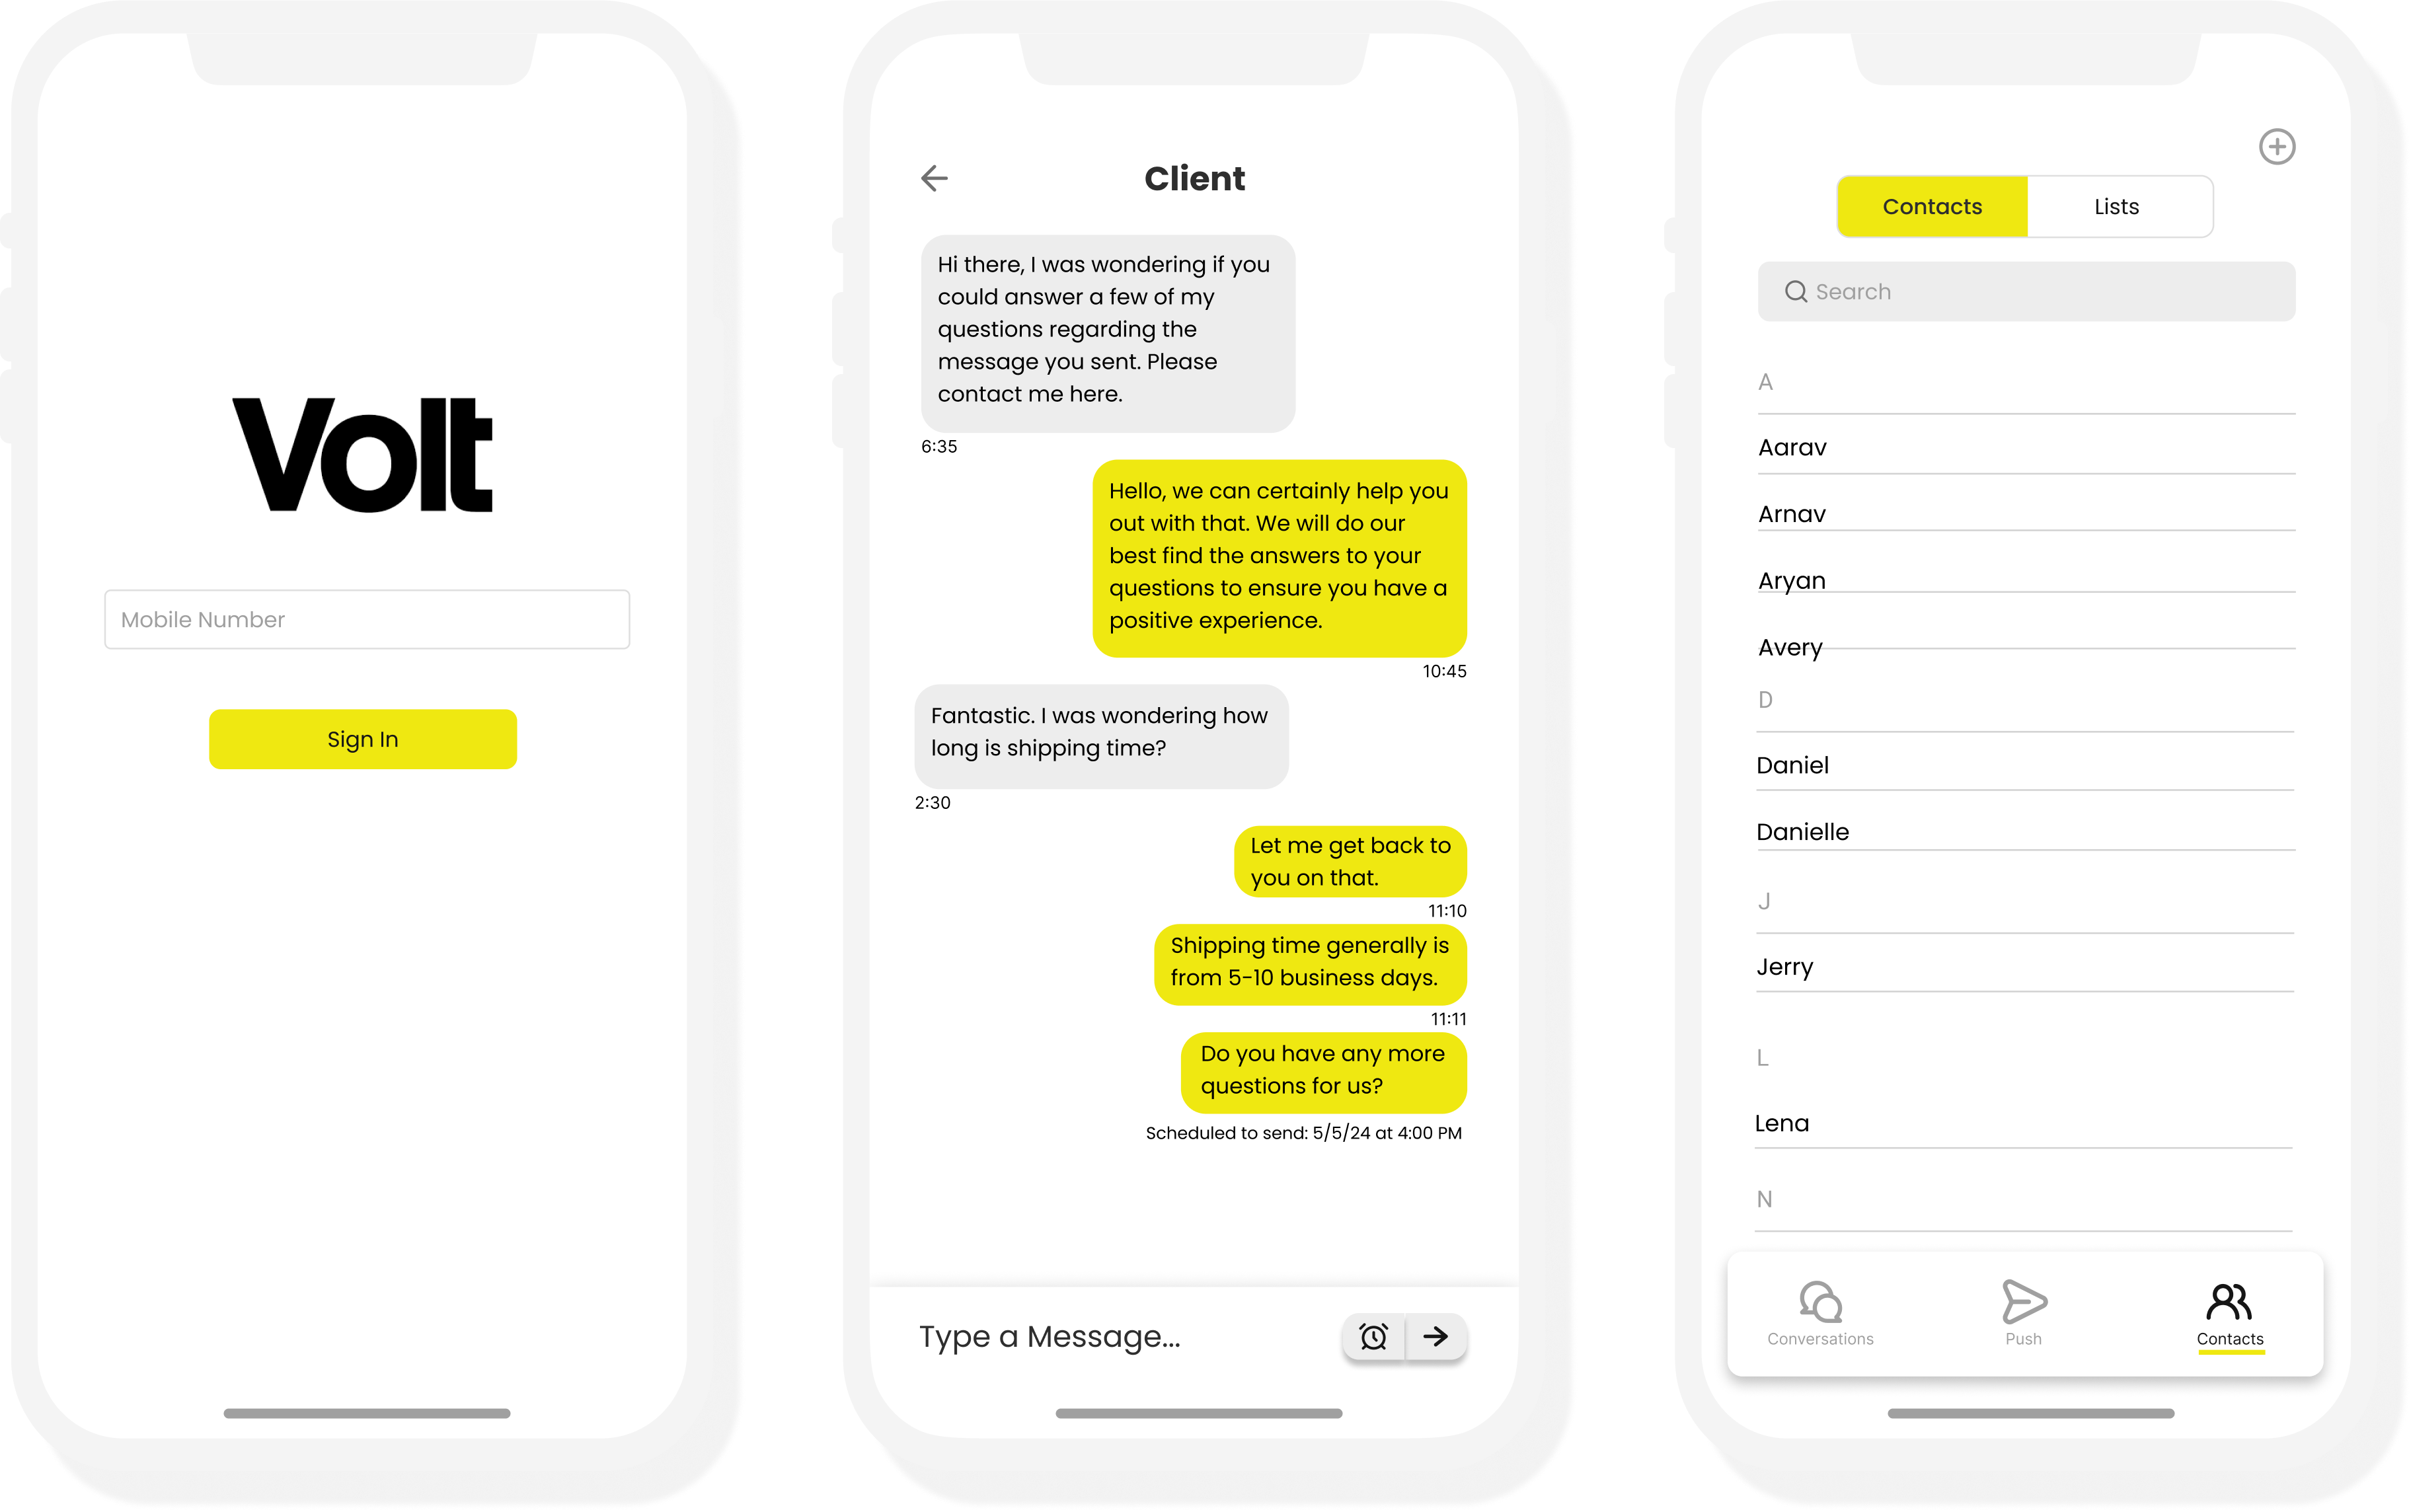 Volt
Mobile Number
Sign In
Client
Hi there, I was wondering if you
could answer a few of my
questions regarding the
message you sent. Please
contact me here.
6:35
Hello, we can certainly help you
out with that. We will do our
best find the answers to your
questions to ensure you have a
positive experience.
10:45
Fantastic. I was wondering how
long is shipping time?
2:30
Let me get back to
you on that.
11:10
Shipping time generally is
from 5-10 business days.
11:11
Do you have any more
questions for us?
Scheduled to send: 5/5/24 at 4:00 PM
Type a Message...
Contacts
Lists
Search
A
Aarav
Arnav
Aryan
Avery
D
Daniel
Danielle
J
Jerry
L
Lena
N
Conversations
Push
Contacts